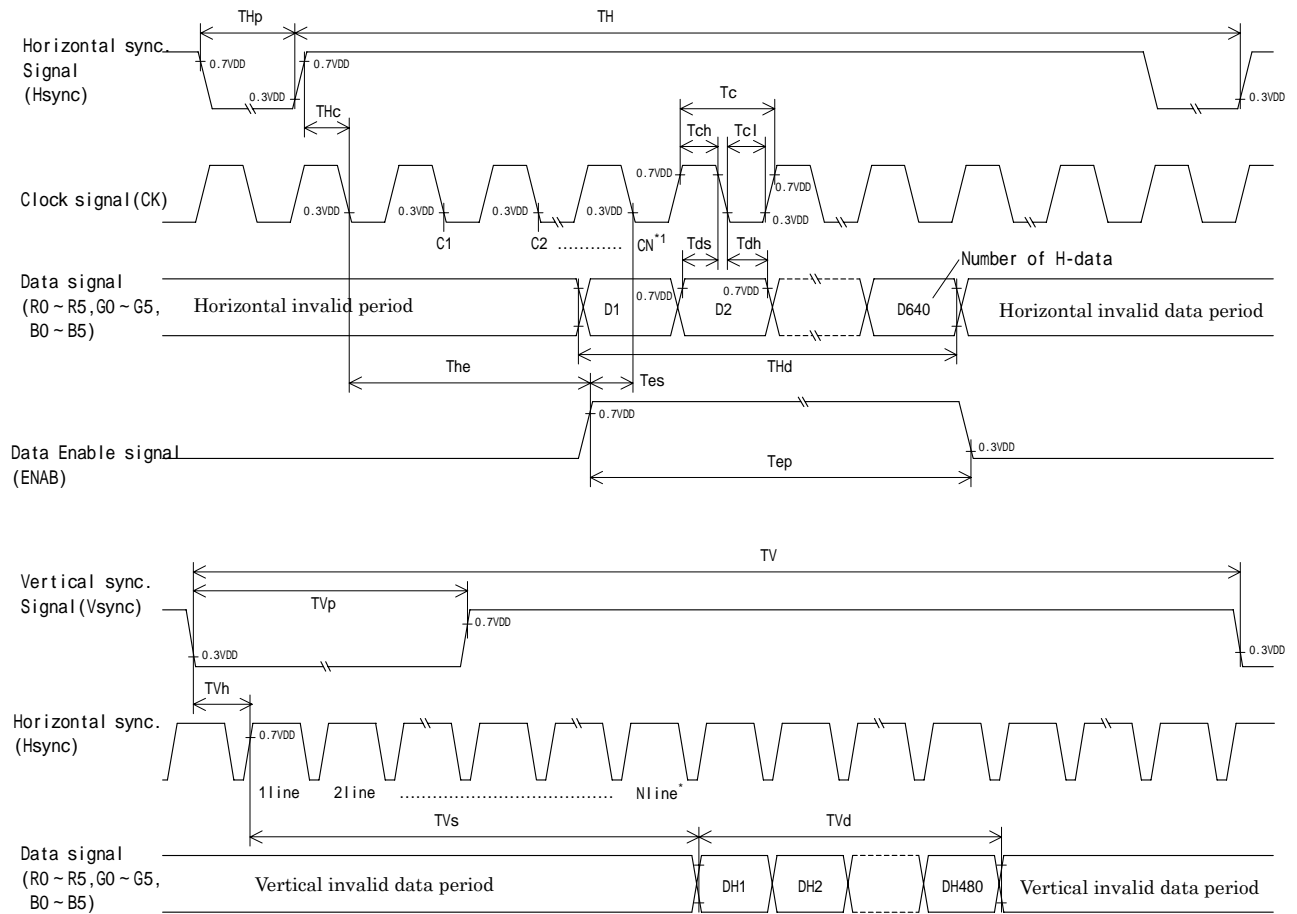 THp
TH
Horizontal sync.
Signal
(Hsync)
0.7VDD
0.3VDD
0.7VDD
0.3VDD
THc
Tc
Tch
Tcl
Clock signal(CK)
0.3VDD
0.3VDD
0.3VDD
0.3VDD
0.7VDD
0.7VDD
0.3VDD
C1
C2 ............ CN*1
Tds
Tdh
Number of H-data
Data signal
(R0~R5,G0~G5,
B0~B5)
Horizontal invalid period
D1
0.7VDD
D2
0.7VDD
D640
Horizontal invalid data period
THd
The
Tes
0.7VDD
Data Enable signal
(ENAB)
0.3VDD
Tep
TV
Vertical sync.
Signal(Vsync)
TVp
0.7VDD
0.3VDD
0.3VDD
TVh
Horizontal sync.
(Hsync)
0.7VDD
1line 2line ...................................... Nline*
TVs
TVd
Data signal
(R0~R5,G0~G5,
B0~B5)
Vertical invalid data period
DH1
DH2
DH480
Vertical invalid data period